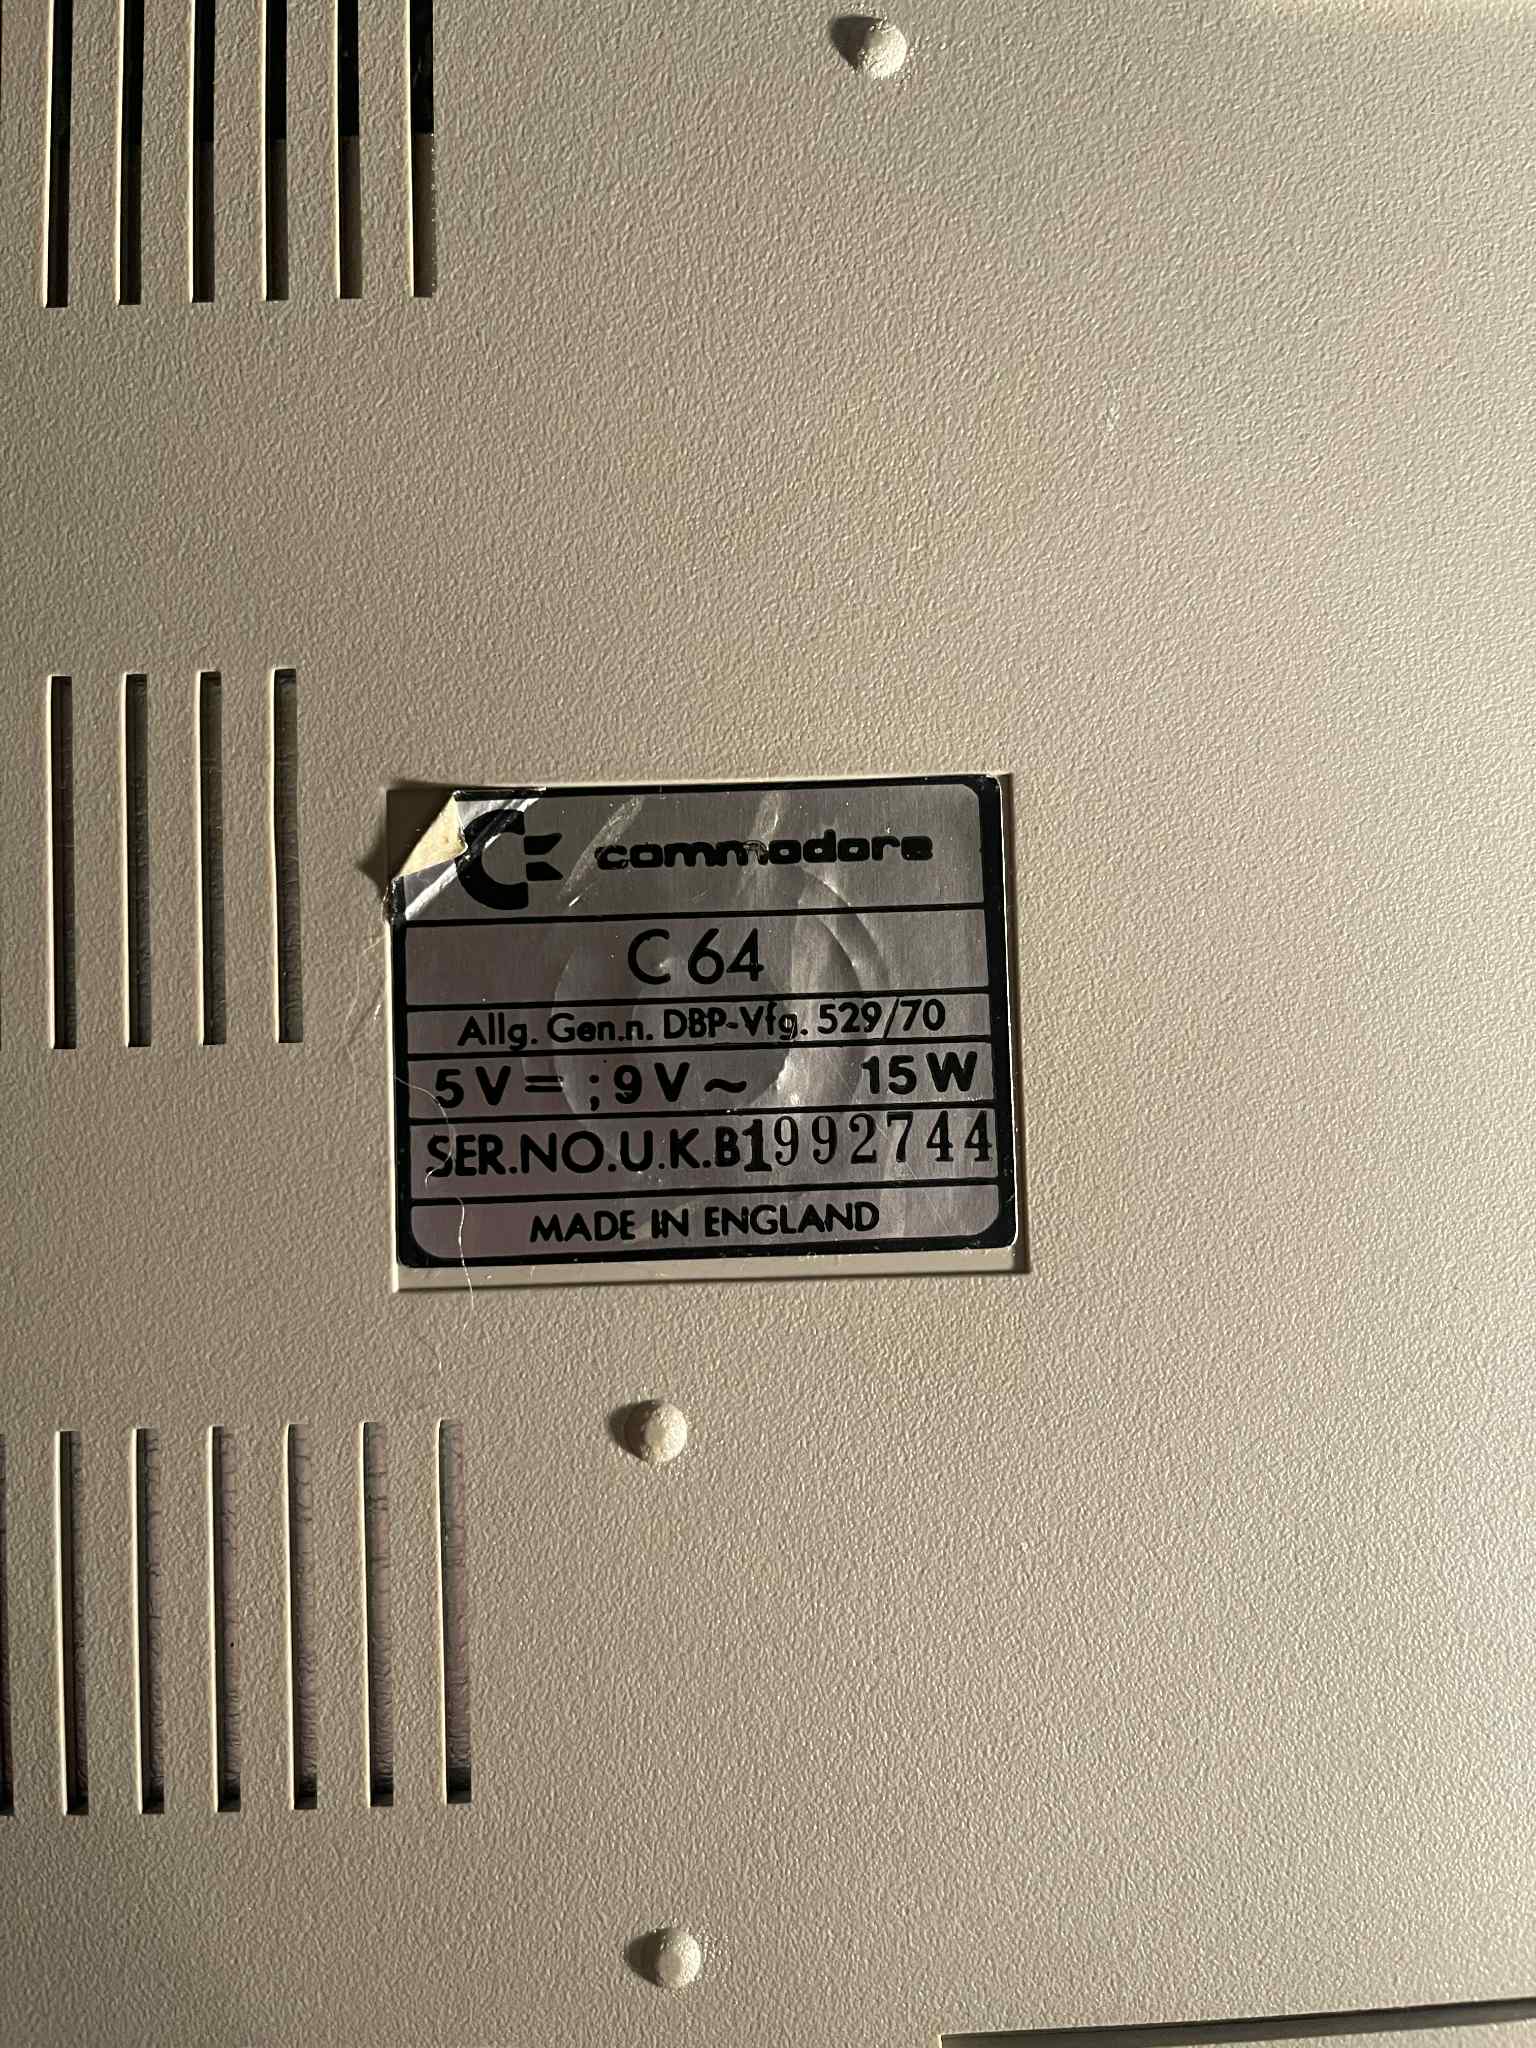 commodore
C 64
Allg. Gen.n. DBP-Vfg. 529/70
5 V = ; 9 V ~ 15 W
SER.NO.U.K.B1992744
MADE IN ENGLAND